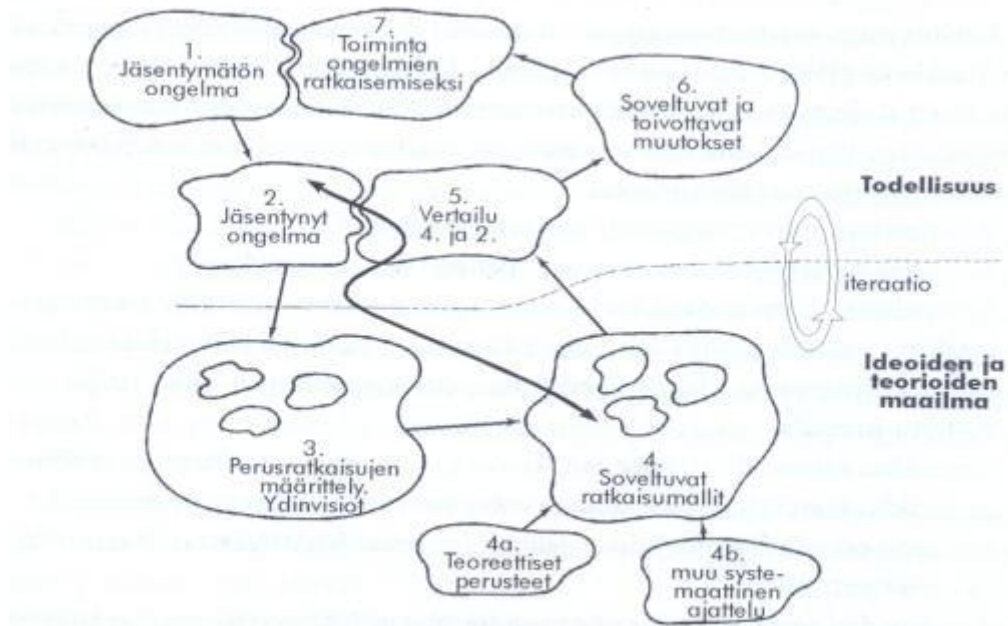 1.
Jäsentymätön
ongelma
7.
Toiminta
ongelmien
ratkaisemiseksi
6.
Soveltuvat ja
toivottavat
muutokset
2.
Jäsentynyt
ongelma
5.
Vertailu
4. ja 2.
Todellisuus
iteraatio
Ideoiden ja
teorioiden
maailma
3.
Perusratkaisujen
määrittely.
Ydinvisiot
4.
Soveltuvat
ratkaisumallit
4a.
Teoreettiset
perusteet
4b.
muu syste-
maattinen
ajattelu